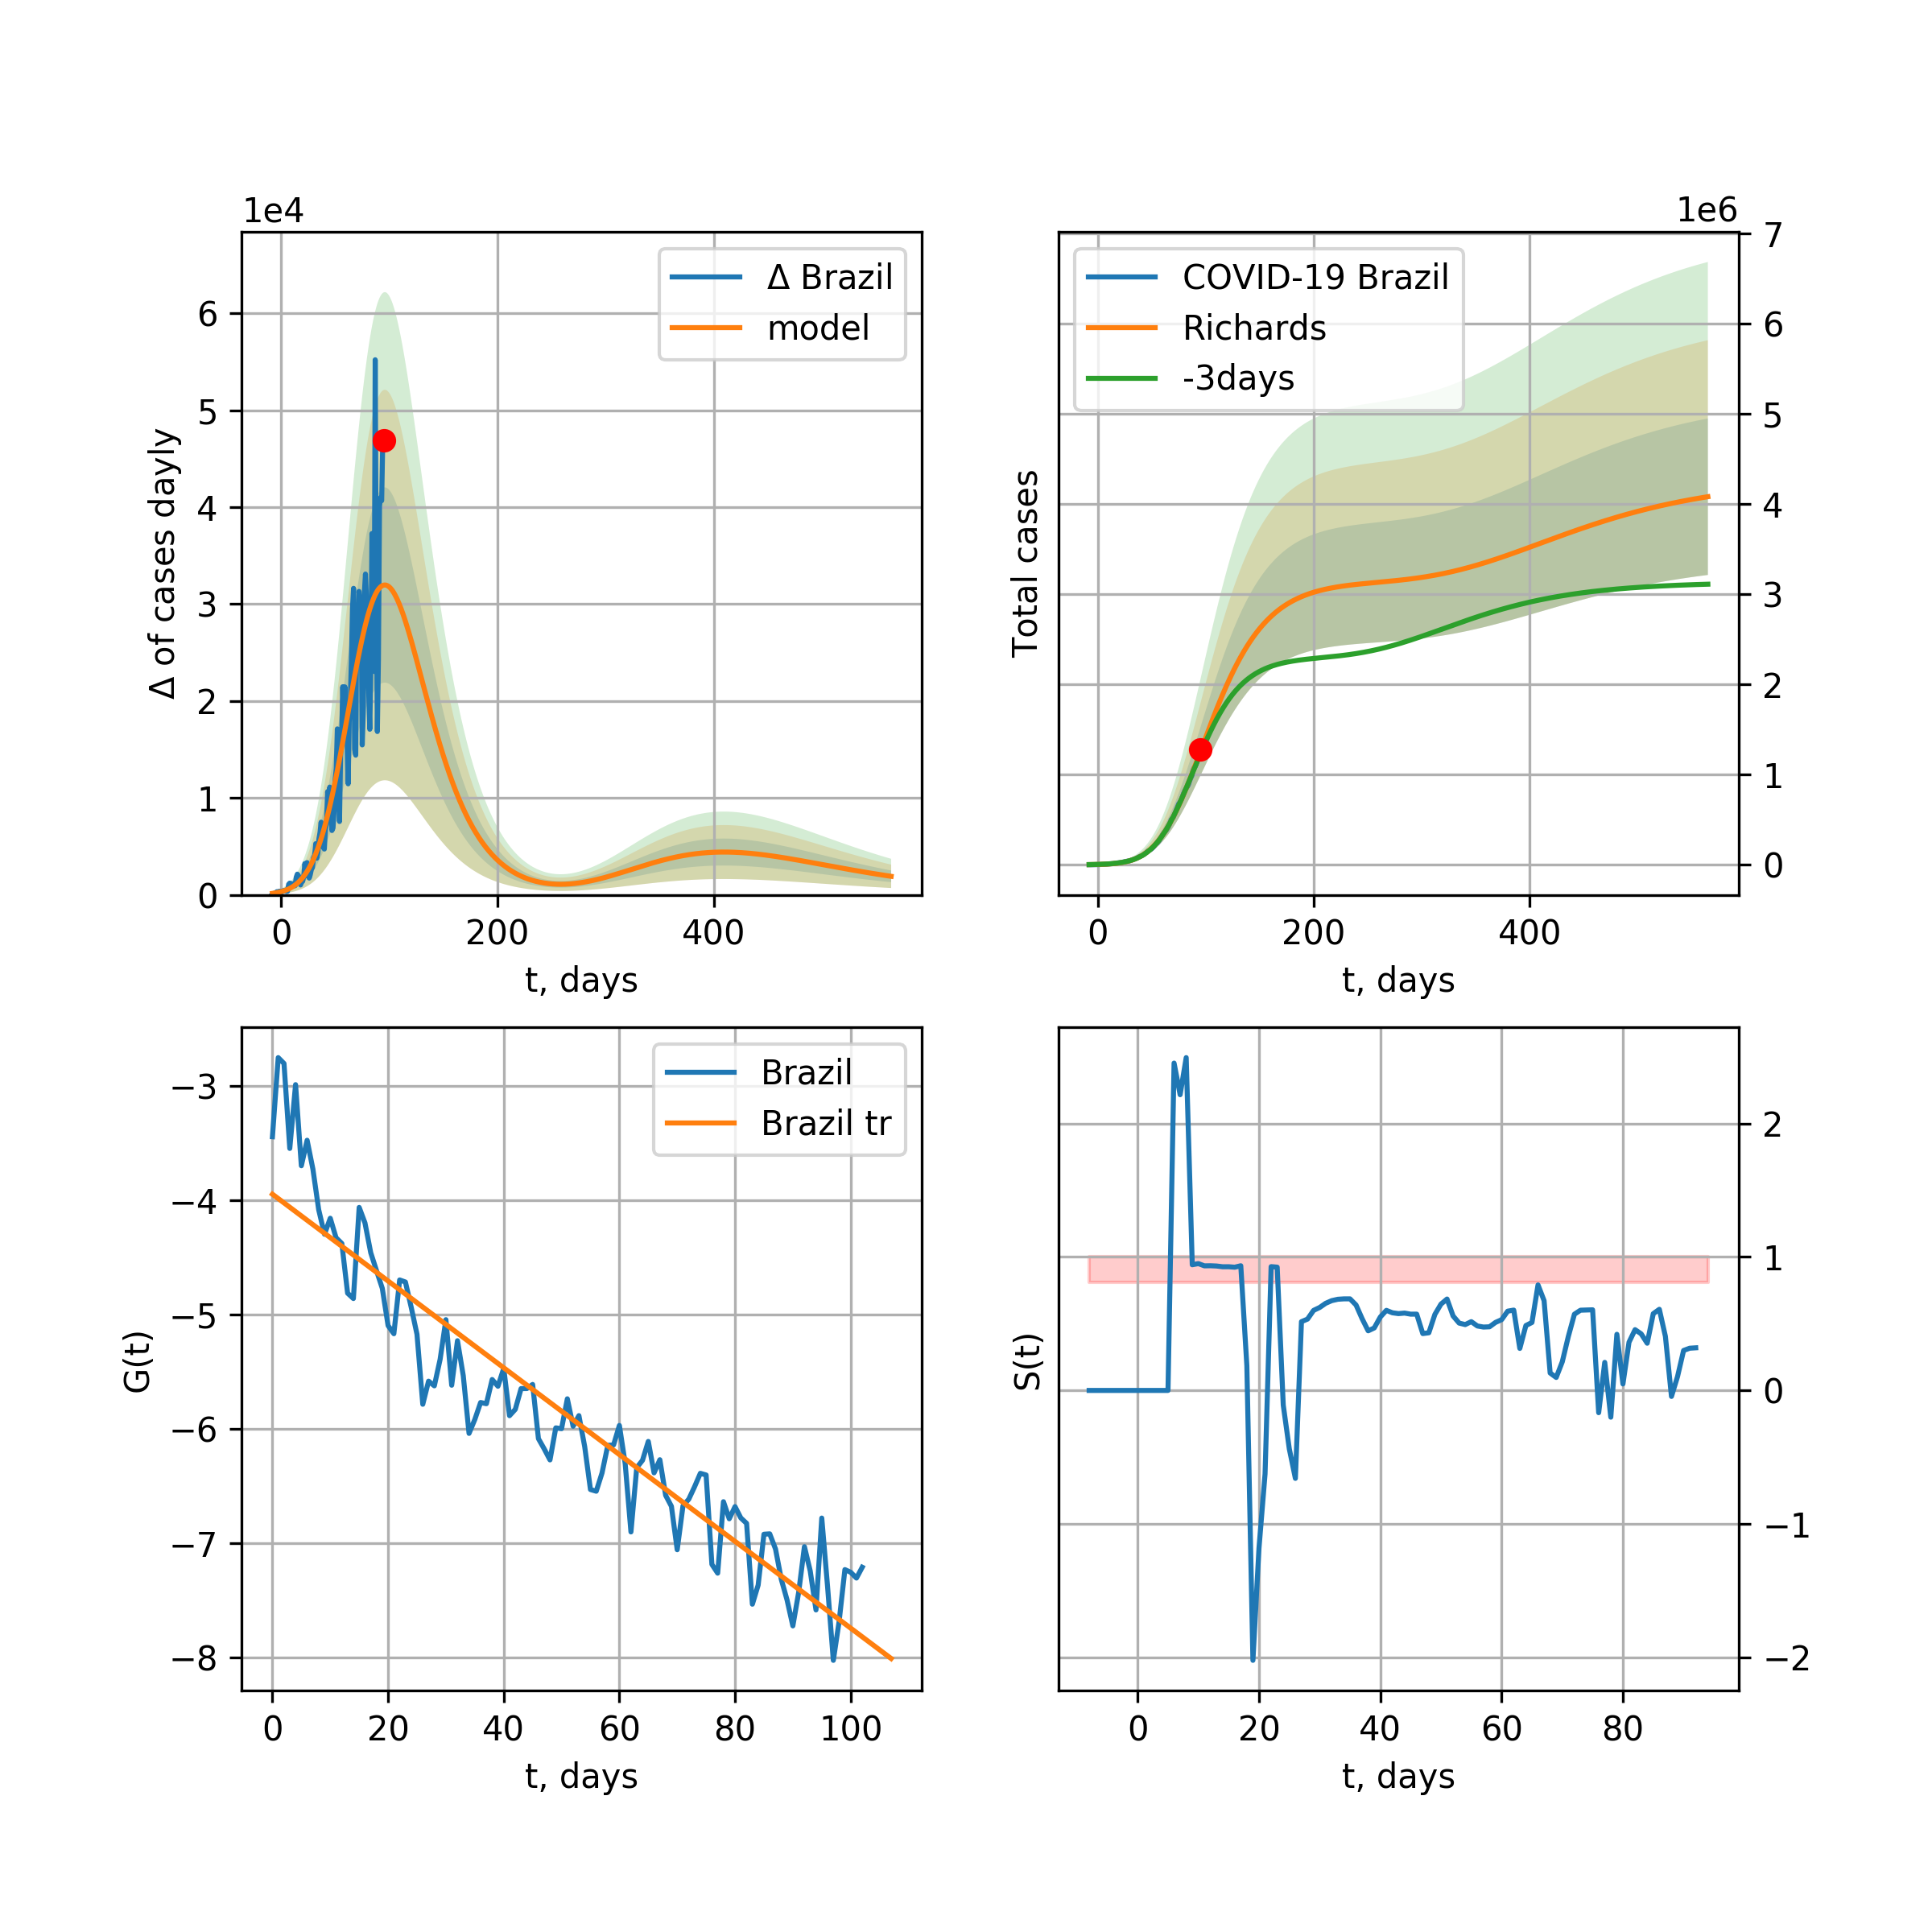 1e4
Δ Brazil
model
6
5
4
3
2
1
0
Δ of cases dayly
0 200 400
t, days
1e6
COVID-19 Brazil
Richards
-3days
7
6
5
4
3
2
1
0
Total cases
0 200 400
t, days
Brazil
Brazil tr
−3
−4
−5
−6
−7
−8
G(t)
0 20 40 60 80 100
t, days
2
1
0
−1
−2
S(t)
0 20 40 60 80
t, days